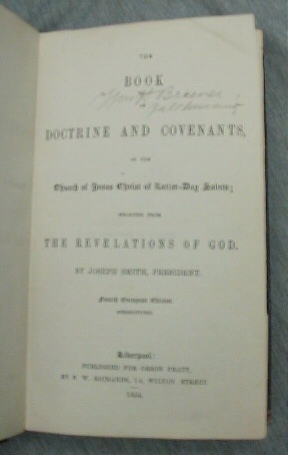 THE
BOOK
OF
DOCTRINE AND COVENANTS,
OF THE
Church of Jesus Christ of Latter-Day Saints;
SELECTED FROM
THE REVELATIONS OF GOD.
BY JOSEPH SMITH, PRESIDENT.
Fourth European Edition.
STEREOTYPED.
Liverpool:
PUBLISHED FOR ORSON PRATT,
BY S. W. RICHARDS, 15, WILTON STREET.
1854.